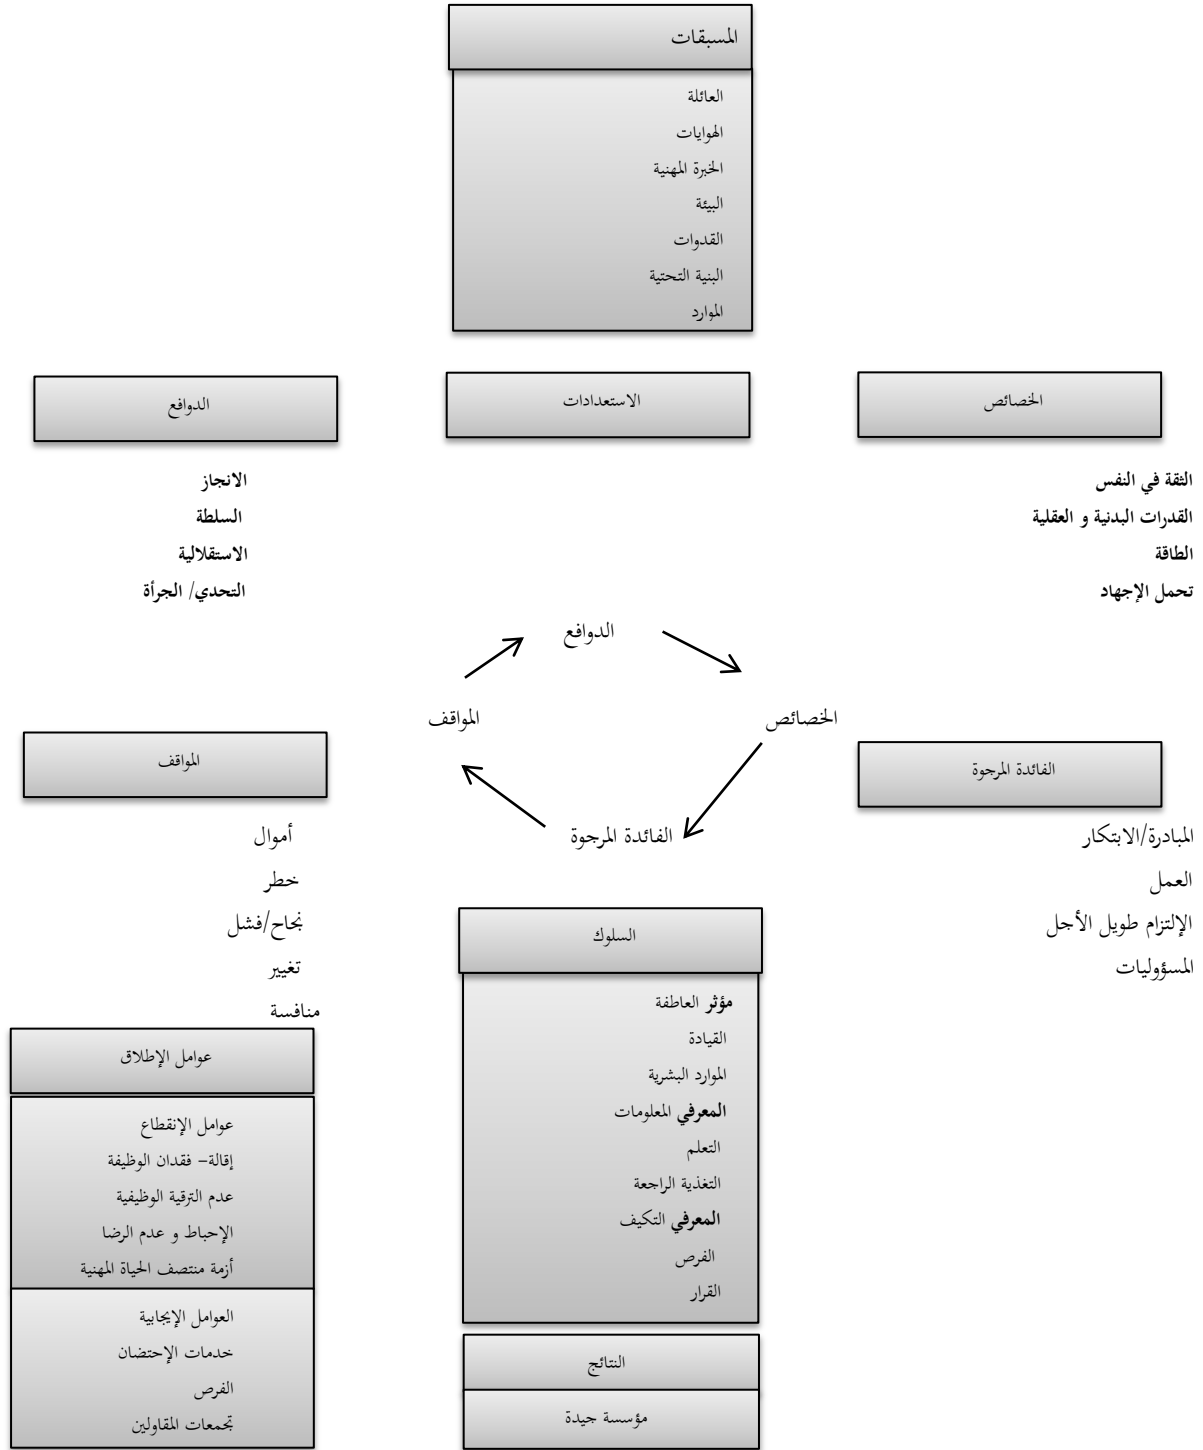 المسبقات
العائلة
الهوايات
الخبرة المهنية
البيئة
القدوات
البنية التحتية
الموارد
الخصائص
الاستعدادات
الدوافع
الثقة في النفس
القدرات البدنية و العقلية
الطاقة
تحمل الإجهاد
الانجاز
السلطة
الاستقلالية
التحدي/ الجرأة
الدوافع
الخصائص
المواقف
الفائدة المرجوة
الفائدة المرجوة
المبادرة/الابتكار
العمل
الإلتزام طويل الأجل
المسؤوليات
المواقف
أموال
خطر
نجاح/فشل
تغيير
منافسة
السلوك
مؤثر العاطفة
القيادة
الموارد البشرية
المعرفي المعلومات
التعلم
التغذية الراجعة
المعرفي التكيف
الفرص
القرار
النتائج
مؤسسة جيدة
عوامل الإطلاق
عوامل الإنقطاع
إقالة– فقدان الوظيفة
عدم الترقية الوظيفية
الإحباط و عدم الرضا
أزمة منتصف الحياة المهنية
العوامل الإيجابية
خدمات الإحتضان
الفرص
تجمعات المقاولين